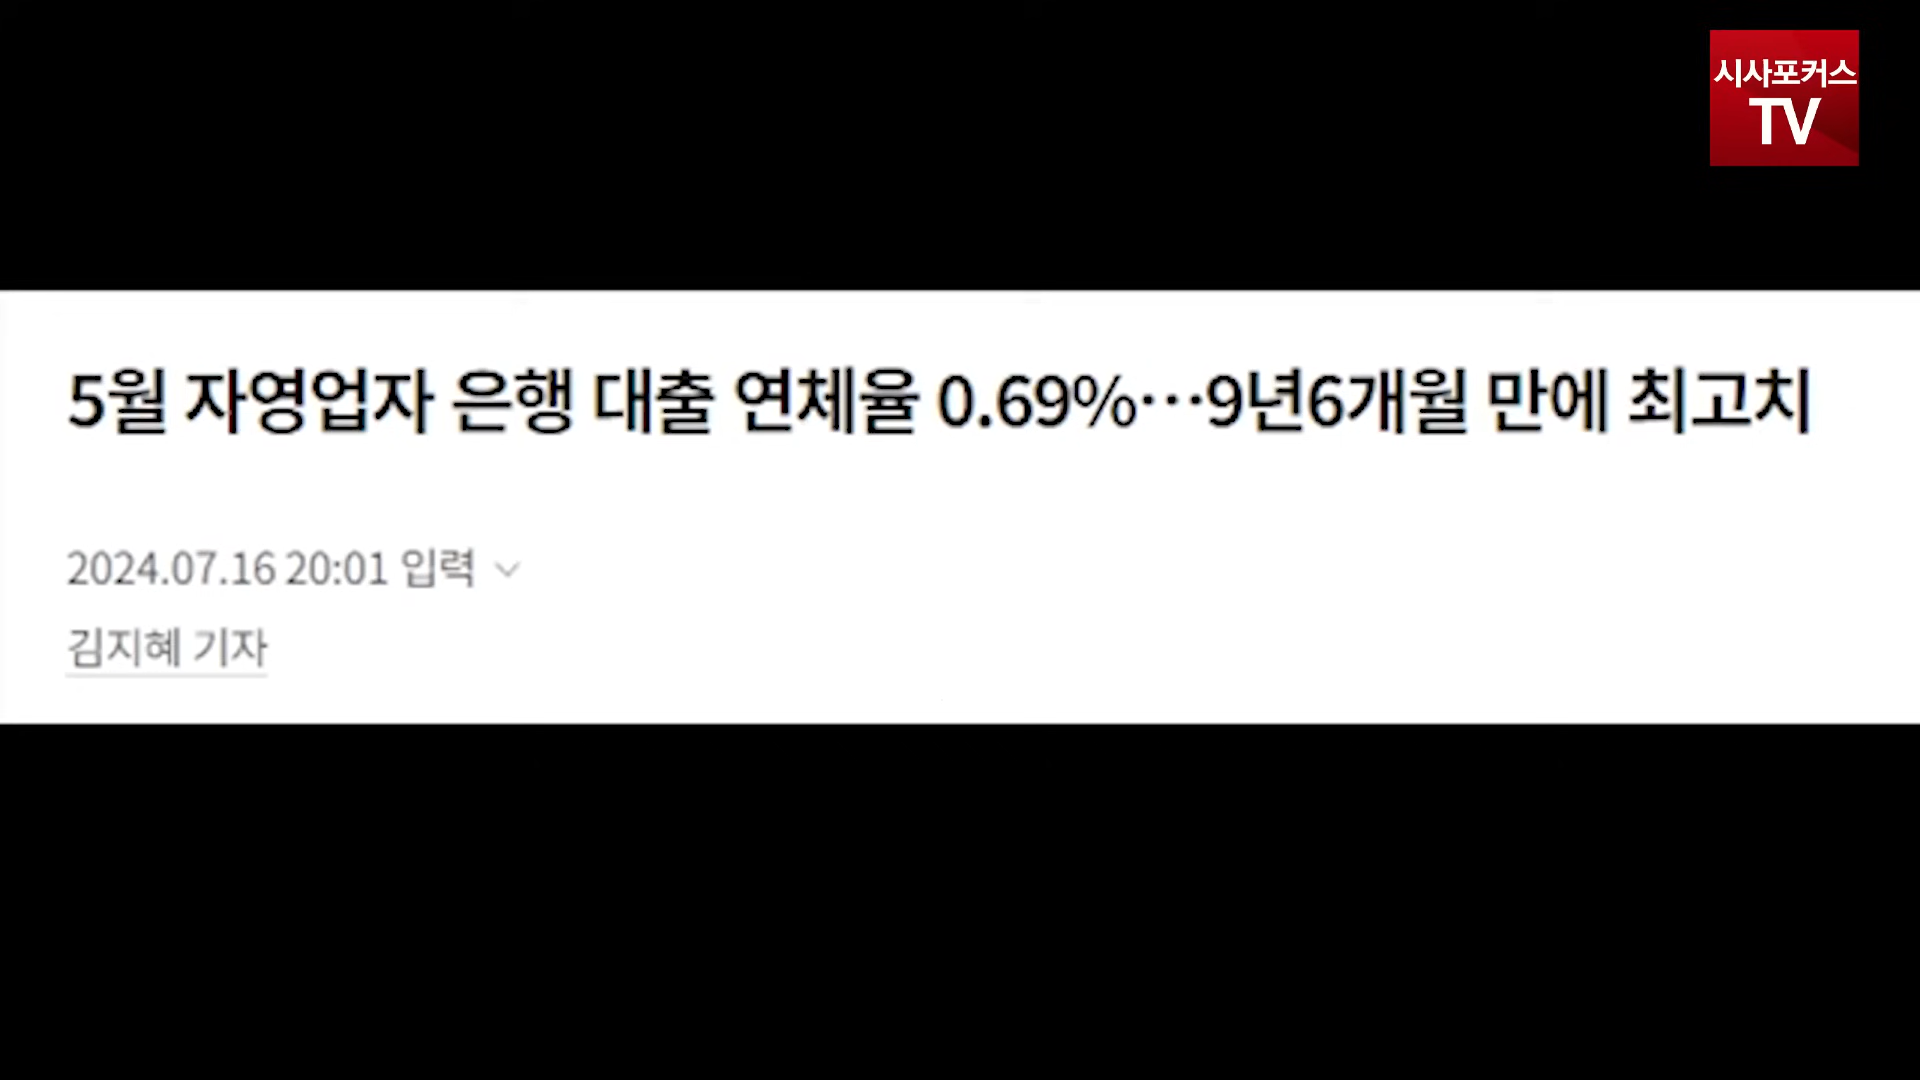 시사포커스
TV
5월 자영업자 은행 대출 연체율 0.69%…9년6개월 만에 최고치
2024.07.16 20:01 입력
김지혜 기자